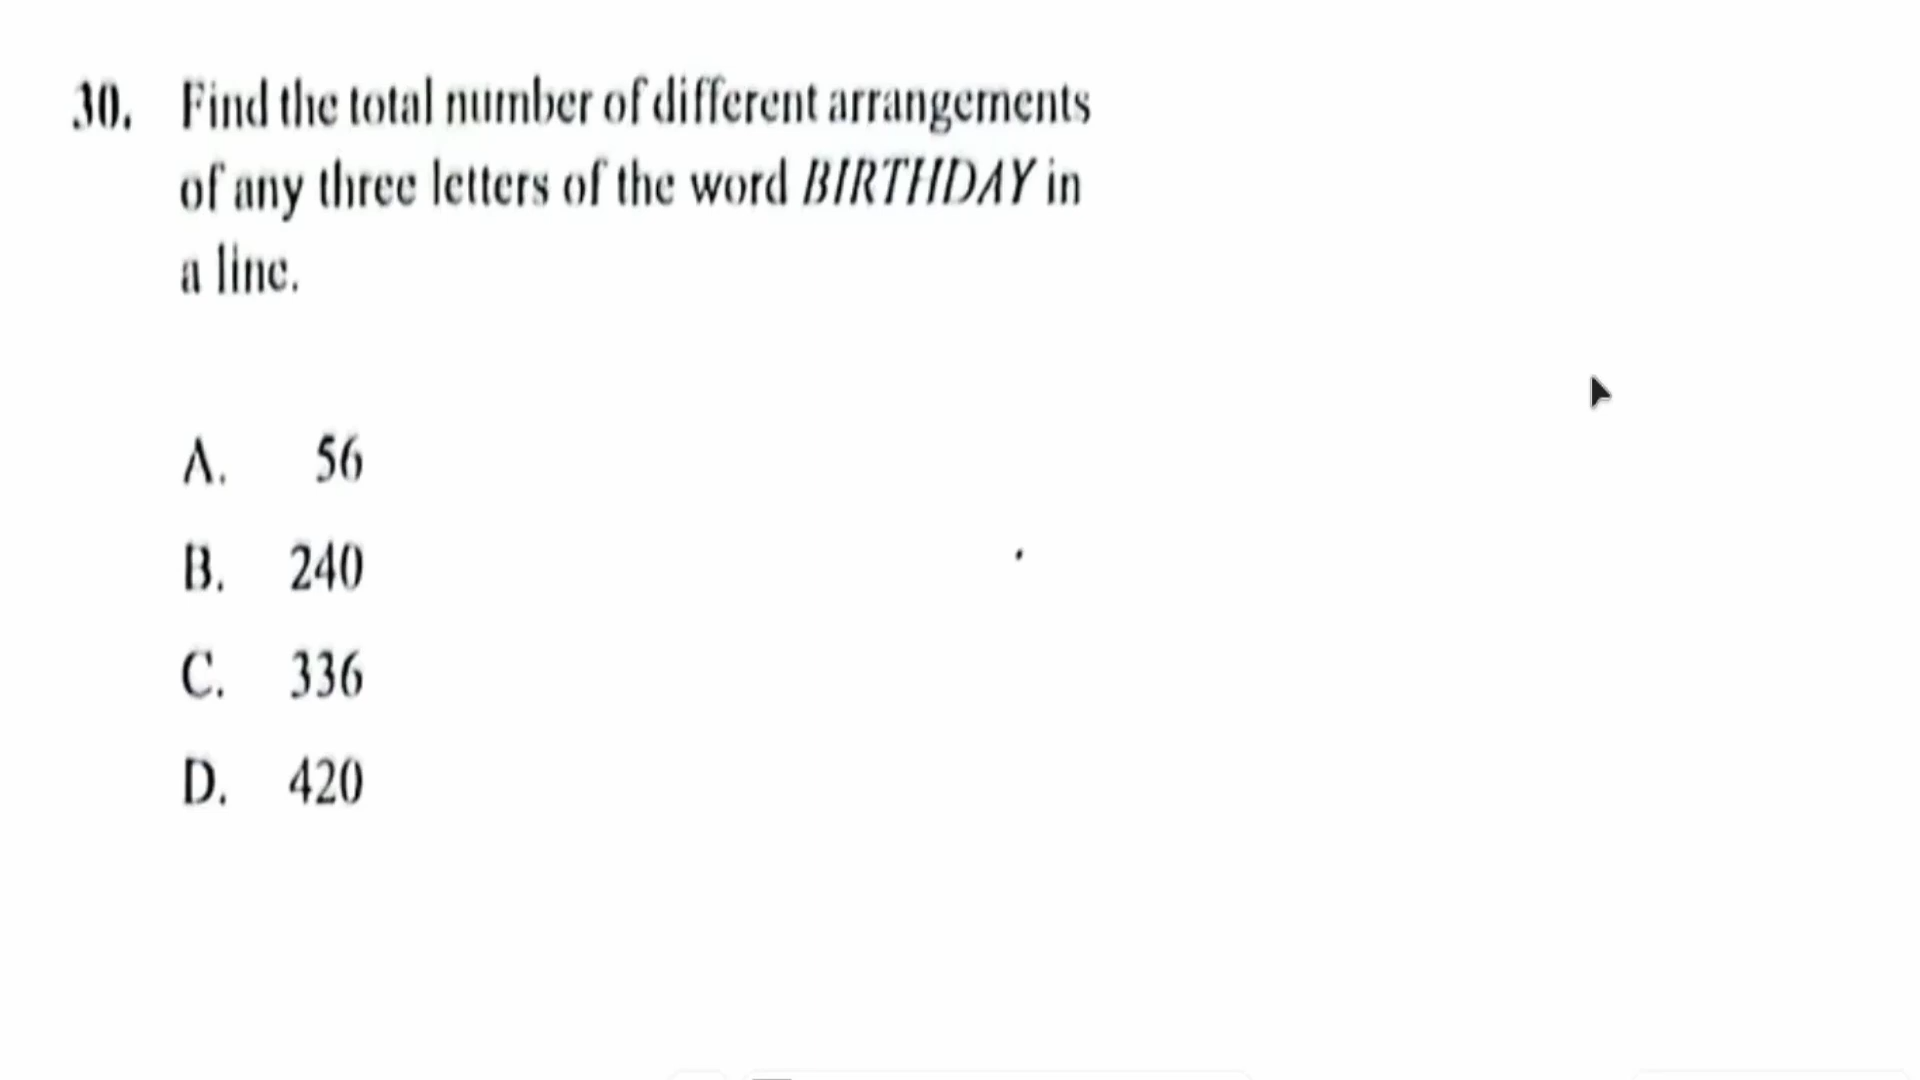 30. Find the total number of different arrangements
of any three letters of the word BIRTHDAY in
a line.
A. 56
B. 240
C. 336
D. 420